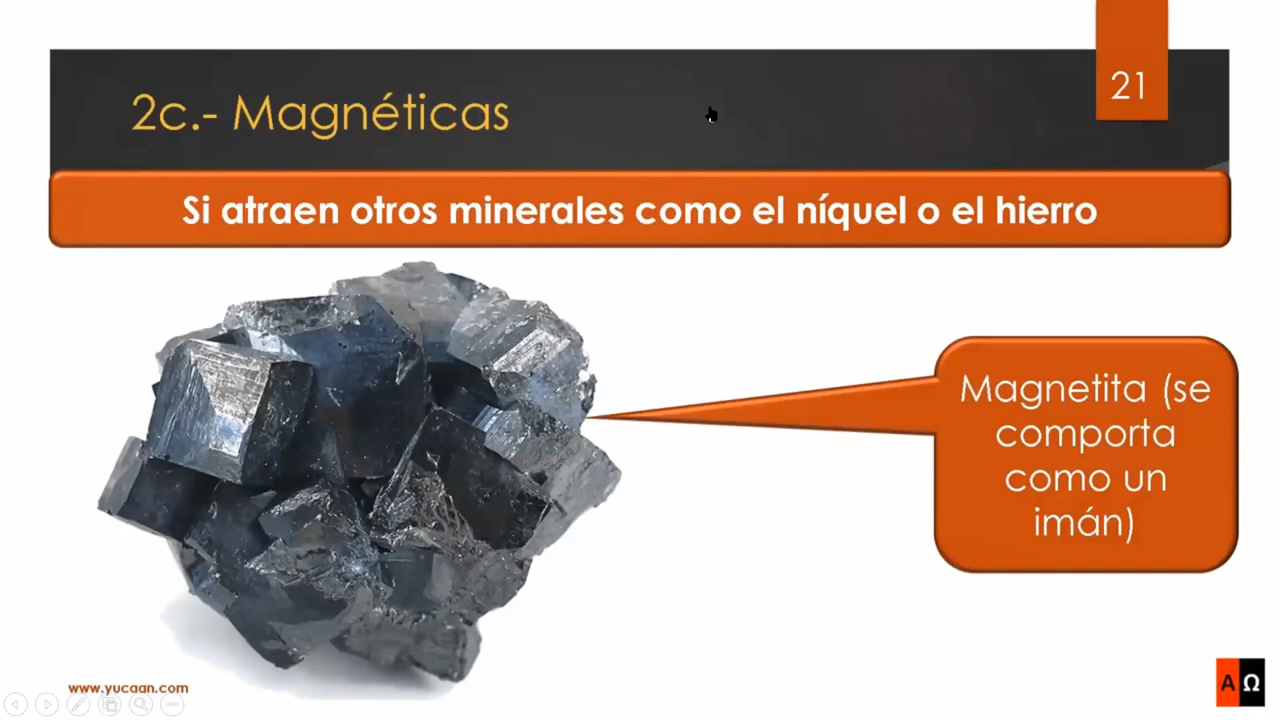 21
2c.- Magnéticas
Si atraen otros minerales como el níquel o el hierro
Magnetita (se
comporta
como un
imán)
www.yucaan.com
A Ω